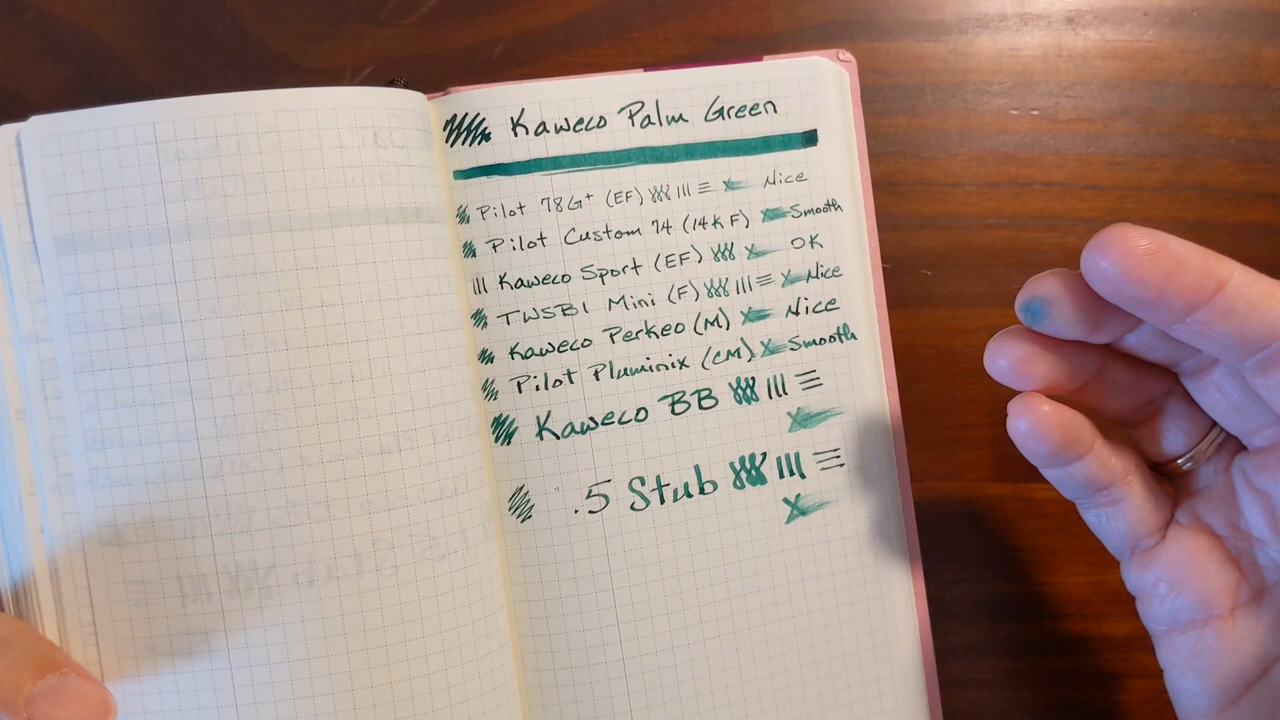 Kaweco Palm Green
Pilot 78G+ (EF) Nice
Pilot Custom 74 (14K F) Smooth
Kaweco Sport (EF) OK
TWSBI Mini (F) Nice
Kaweco Perkeo (M) Nice
Pilot Pluminix (CM) Smooth
Kaweco BB
.5 Stub